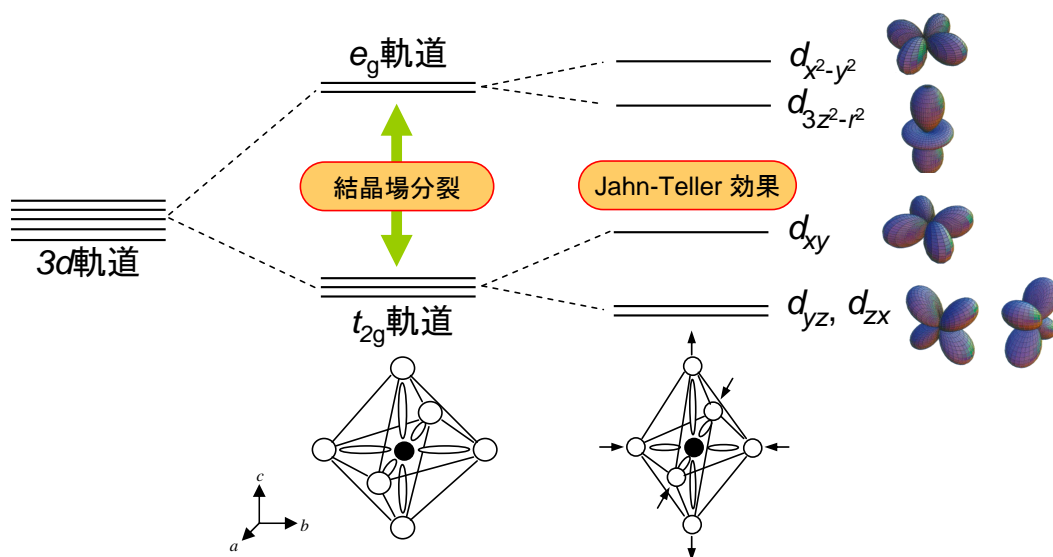 e_g軌道
d_{x²-y²}
d_{3z²-r²}
結晶場分裂
Jahn-Teller 効果
3d軌道
d_{xy}
t_{2g}軌道
d_{yz}, d_{zx}
c
b
a